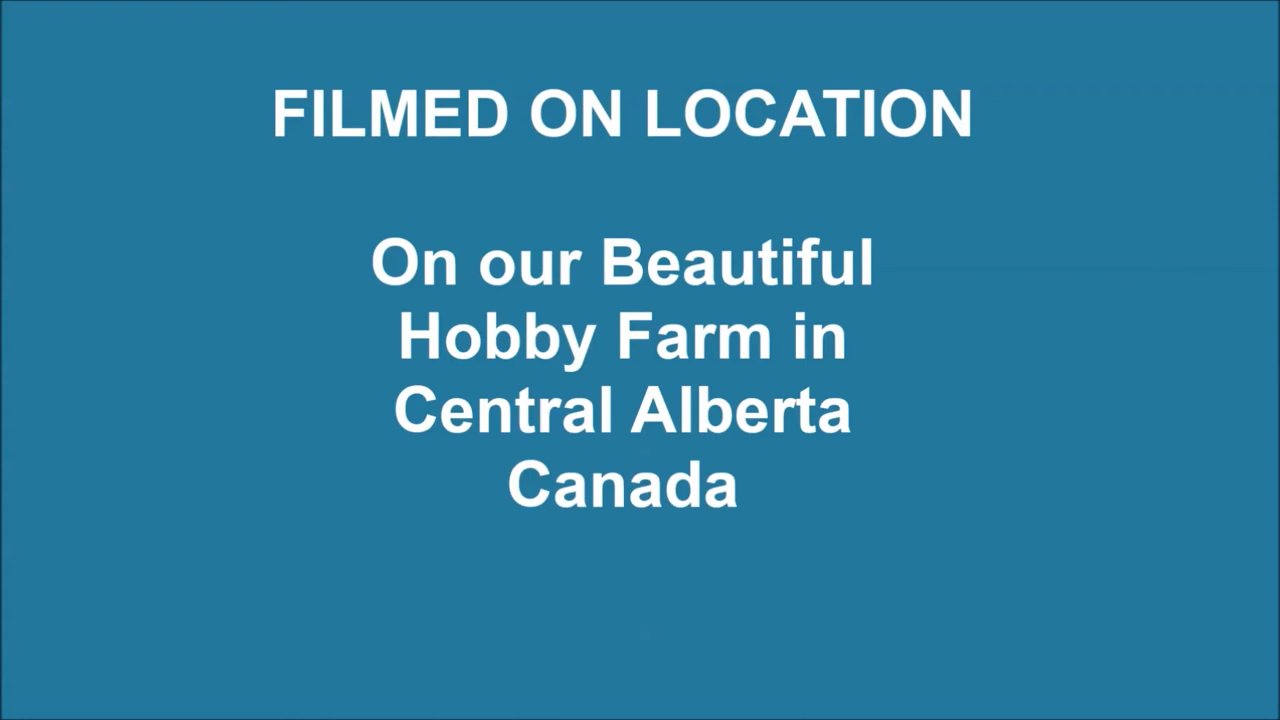 FILMED ON LOCATION
On our Beautiful
Hobby Farm in
Central Alberta
Canada